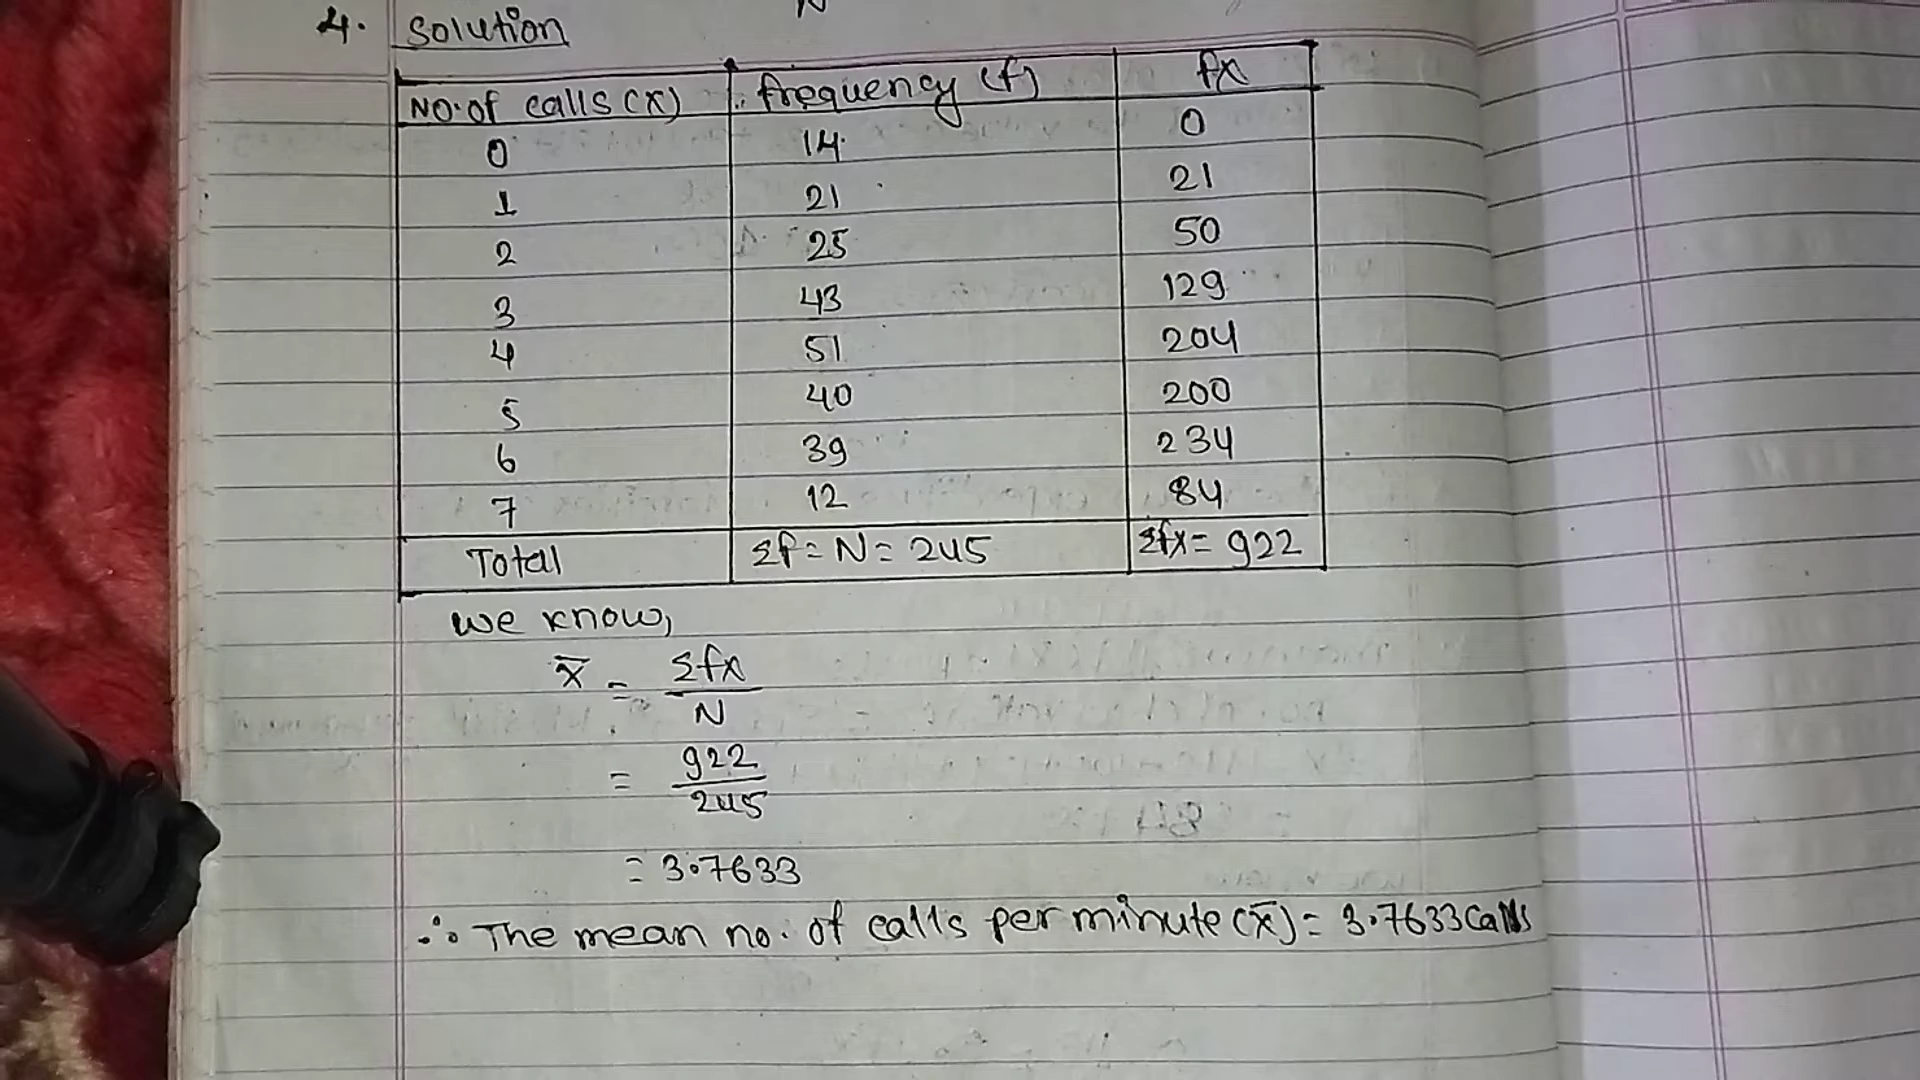 4. Solution
No. of calls (x) frequency (f) fx
0 14 0
1 21 21
2 25 50
3 43 129
4 51 204
5 40 200
6 39 234
7 12 84
Total Σf = N = 245 Σfx = 922
we know,
x̄ = Σfx
N
= 922
245
= 3.7633
∴ The mean no. of calls per minute (x̄) = 3.7633 calls